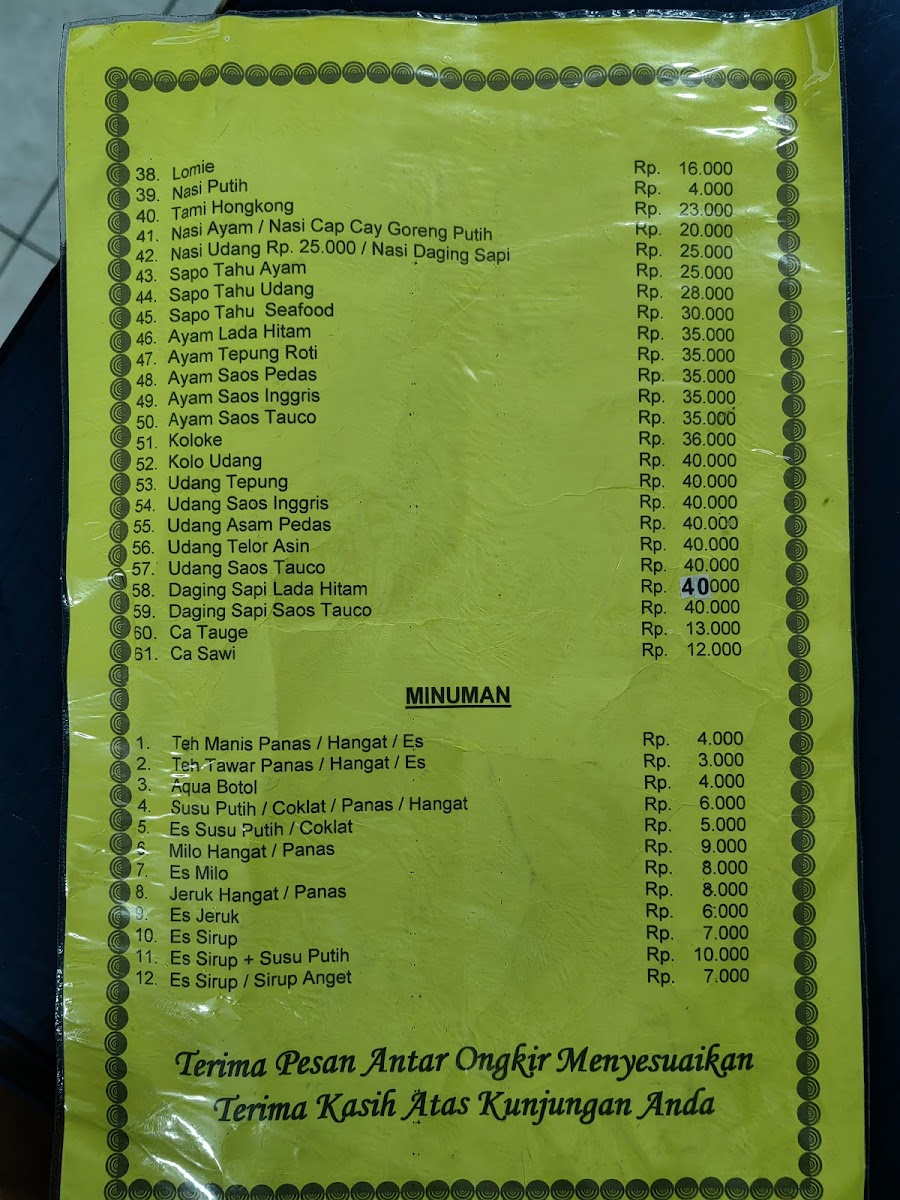 38. Lomie Rp. 16.000
39. Nasi Putih Rp. 4.000
40. Tami Hongkong Rp. 23.000
41. Nasi Ayam / Nasi Cap Cay Goreng Putih Rp. 20.000
42. Nasi Udang Rp. 25.000 / Nasi Daging Sapi Rp. 25.000
43. Sapo Tahu Ayam Rp. 25.000
44. Sapo Tahu Udang Rp. 28.000
45. Sapo Tahu Seafood Rp. 30.000
46. Ayam Lada Hitam Rp. 35.000
47. Ayam Tepung Roti Rp. 35.000
48. Ayam Saos Pedas Rp. 35.000
49. Ayam Saos Inggris Rp. 35.000
50. Ayam Saos Tauco Rp. 35.000
51. Koloke Rp. 36.000
52. Kolo Udang Rp. 40.000
53. Udang Tepung Rp. 40.000
54. Udang Saos Inggris Rp. 40.000
55. Udang Asam Pedas Rp. 40.000
56. Udang Telor Asin Rp. 40.000
57. Udang Saos Tauco Rp. 40.000
58. Daging Sapi Lada Hitam Rp. 40000
59. Daging Sapi Saos Tauco Rp. 40.000
60. Ca Tauge Rp. 13.000
61. Ca Sawi Rp. 12.000
MINUMAN
1. Teh Manis Panas / Hangat / Es Rp. 4.000
2. Teh Tawar Panas / Hangat / Es Rp. 3.000
3. Aqua Botol Rp. 4.000
4. Susu Putih / Coklat / Panas / Hangat Rp. 6.000
5. Es Susu Putih / Coklat Rp. 5.000
6. Milo Hangat / Panas Rp. 9.000
7. Es Milo Rp. 8.000
8. Jeruk Hangat / Panas Rp. 8.000
9. Es Jeruk Rp. 6.000
10. Es Sirup Rp. 7.000
11. Es Sirup + Susu Putih Rp. 10.000
12. Es Sirup / Sirup Anget Rp. 7.000
Terima Pesan Antar Ongkir Menyesuaikan
Terima Kasih Atas Kunjungan Anda